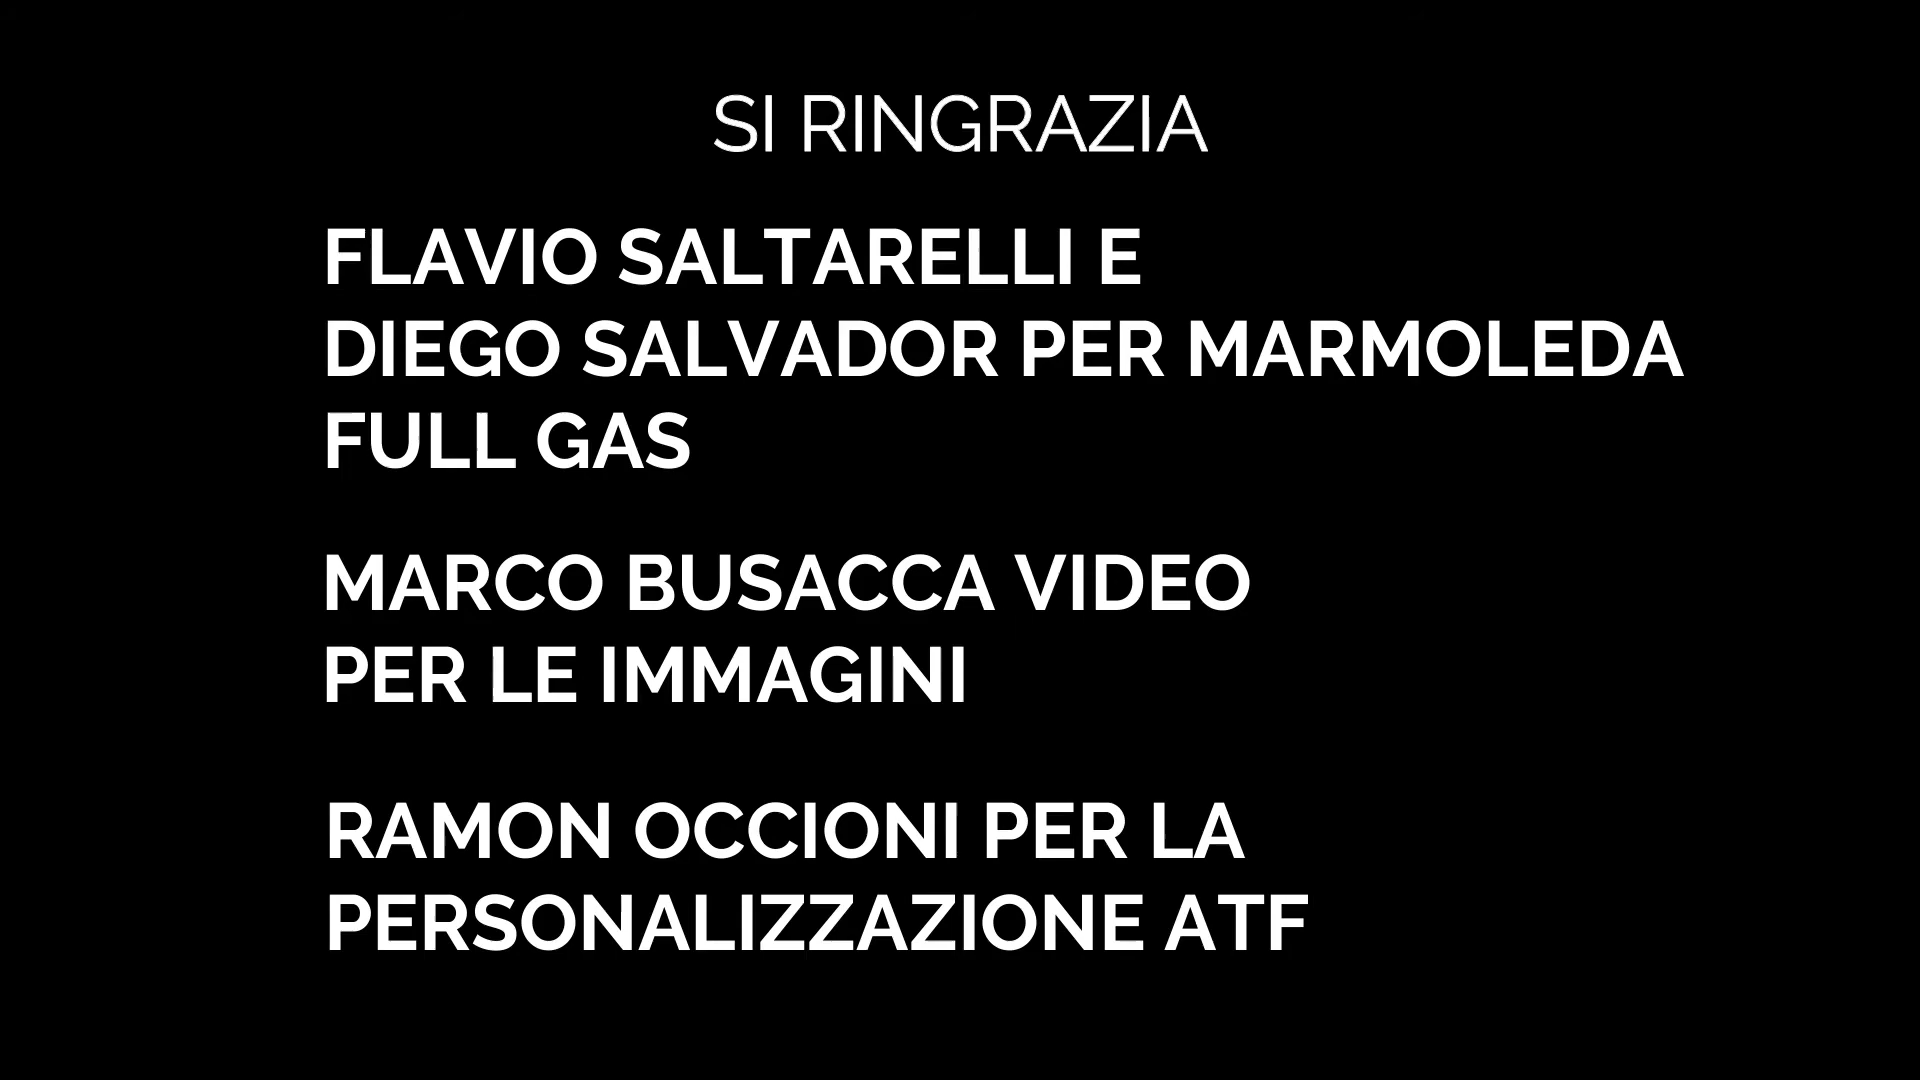 SI RINGRAZIA
FLAVIO SALTARELLI E
DIEGO SALVADOR PER MARMOLEDA
FULL GAS
MARCO BUSACCA VIDEO
PER LE IMMAGINI
RAMON OCCIONI PER LA
PERSONALIZZAZIONE ATF